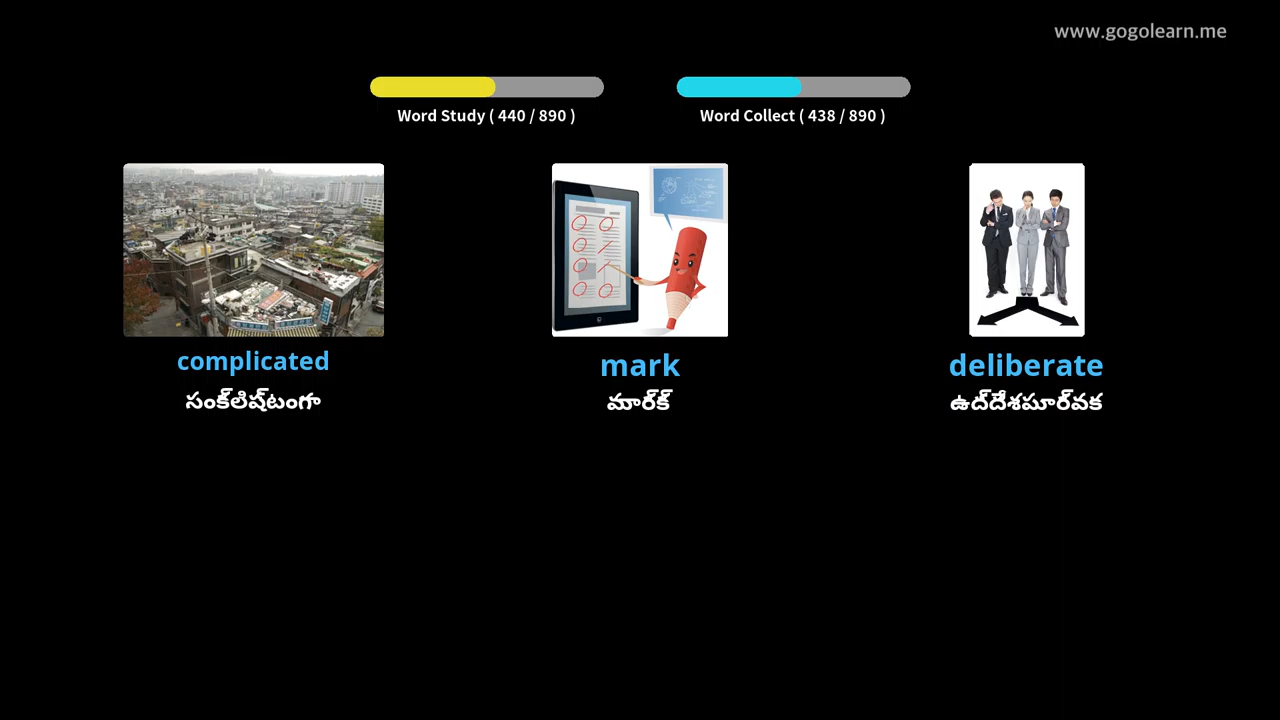 www.gogolearn.me
Word Study ( 440 / 890 )
Word Collect ( 438 / 890 )
complicated
సంక్‌లిష్‌టంగా
mark
మార్‌క్
deliberate
ఉద్‌దేశపూర్‌వక